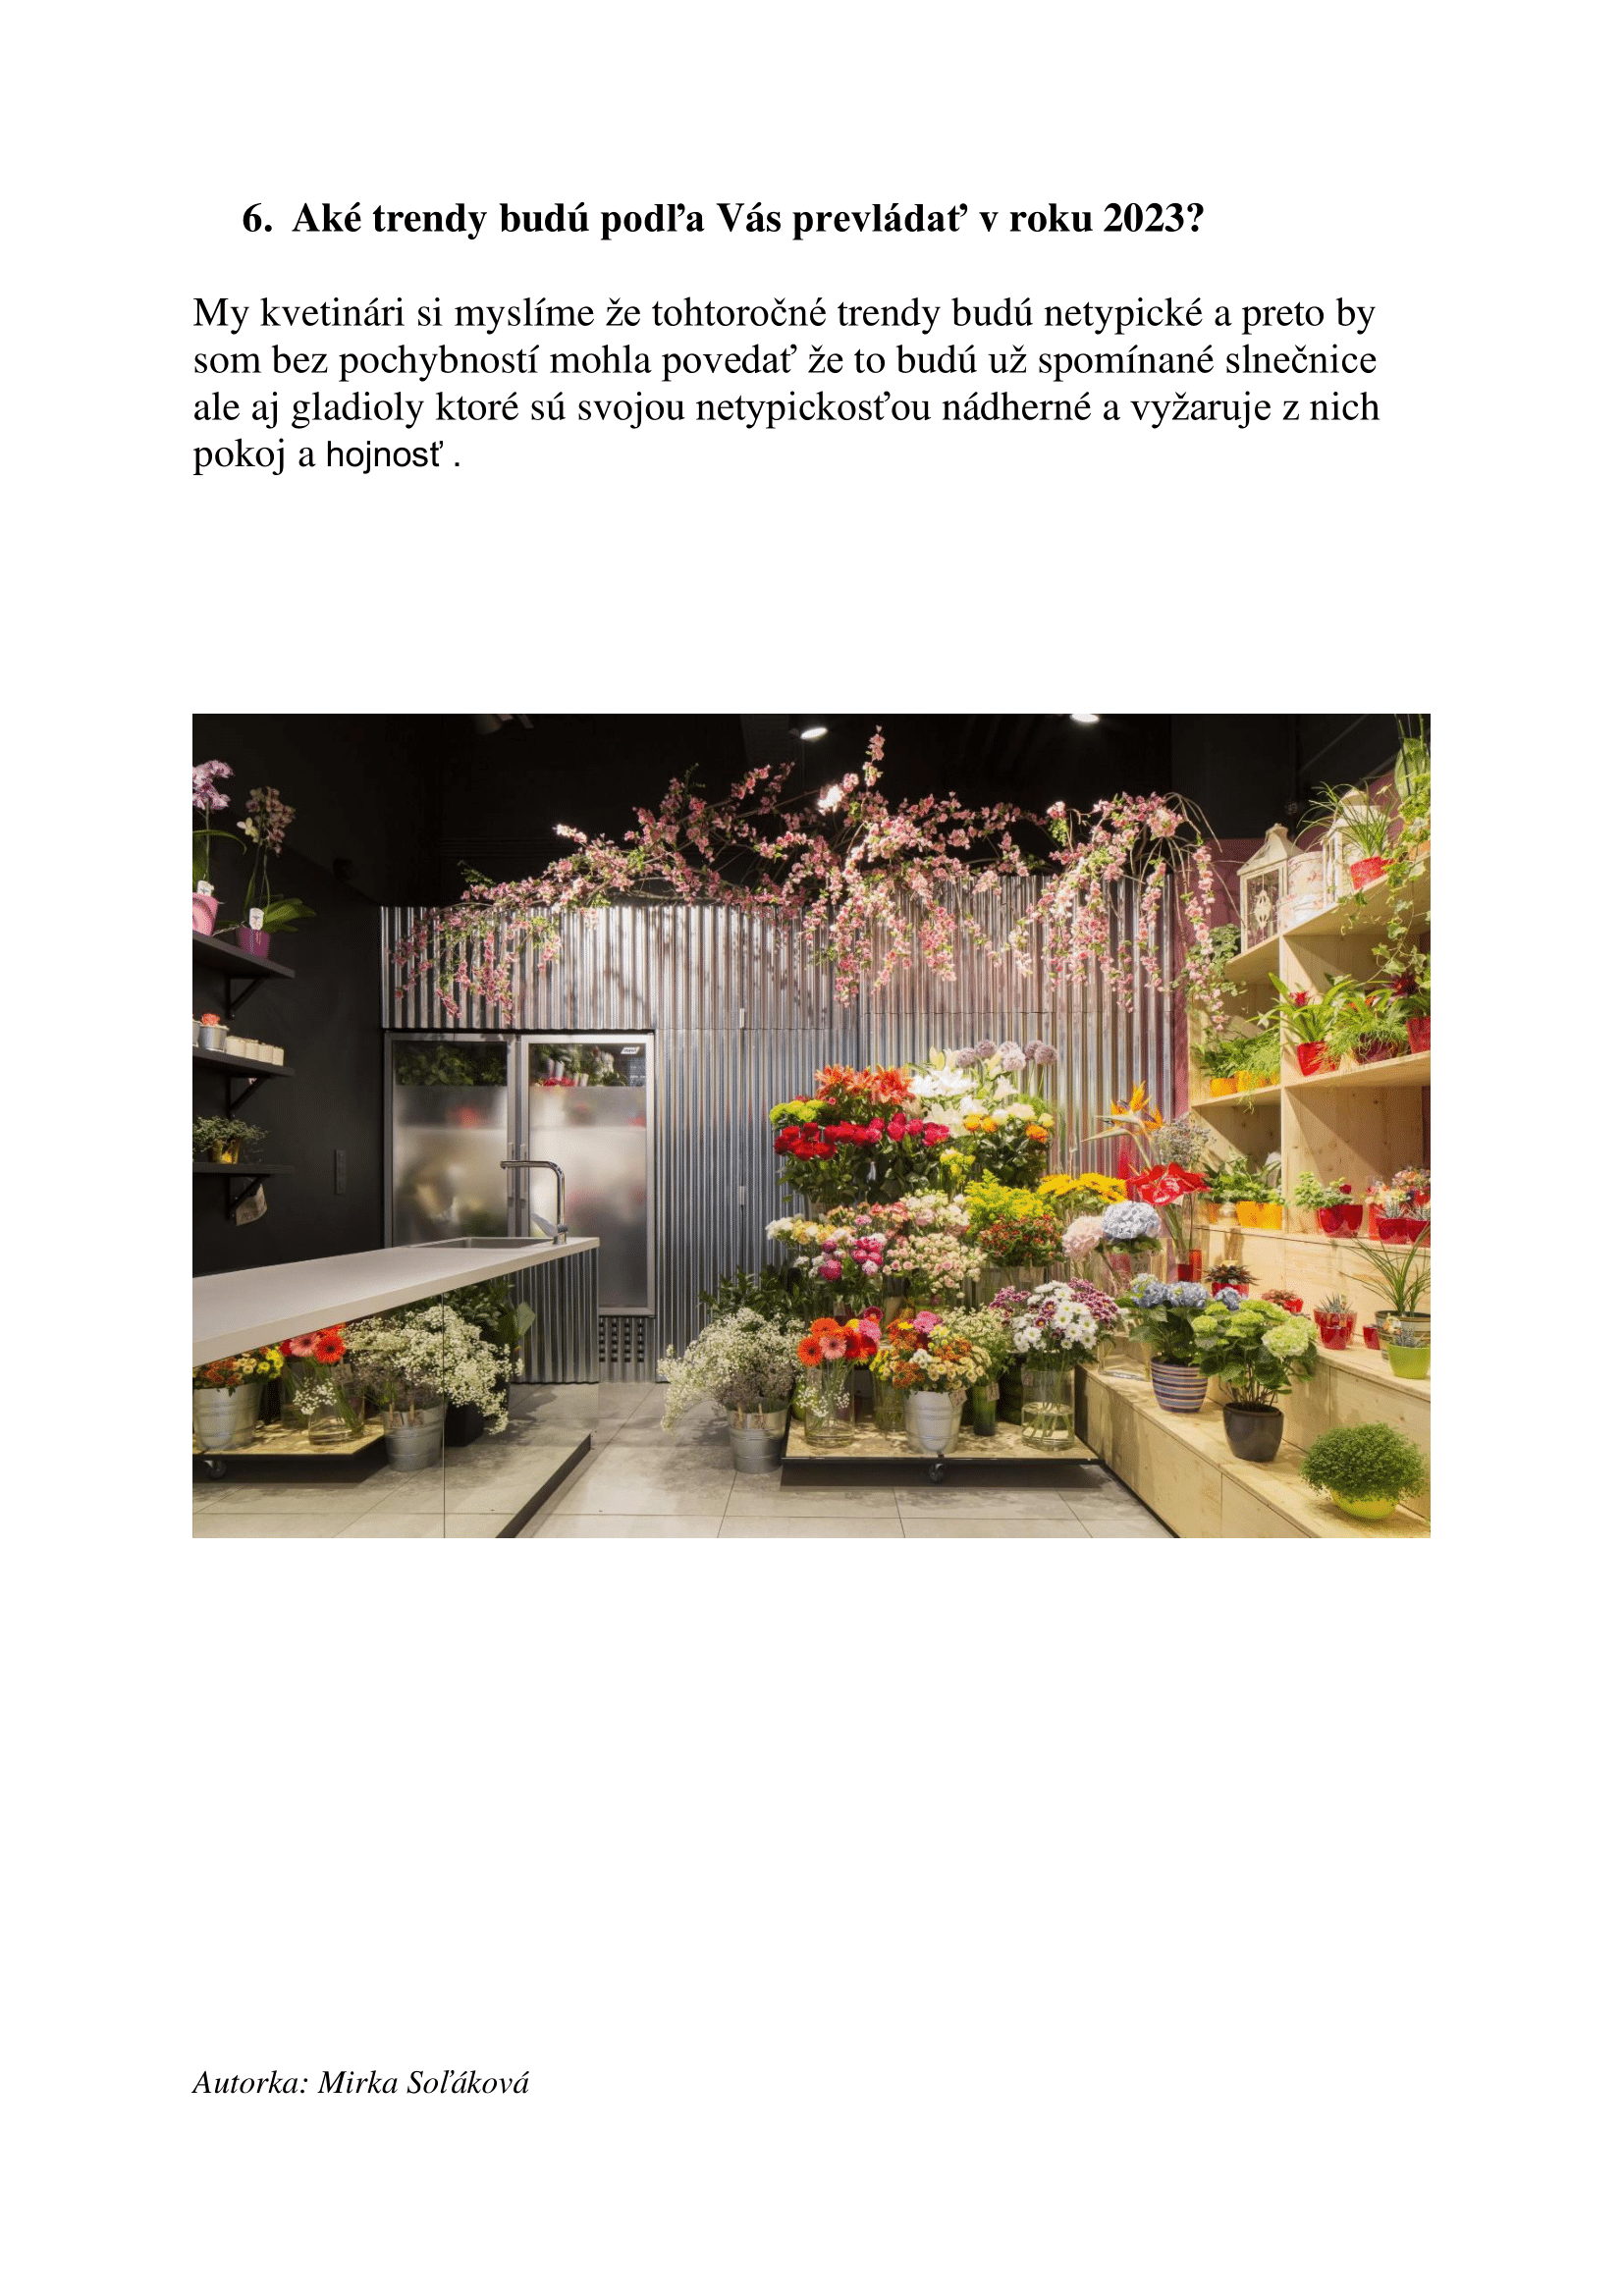 6. Aké trendy budú podľa Vás prevládať v roku 2023?
My kvetinári si myslíme že tohtoročné trendy budú netypické a preto by
som bez pochybností mohla povedať že to budú už spomínané slnečnice
ale aj gladioly ktoré sú svojou netypickosťou nádherné a vyžaruje z nich
pokoj a hojnosť .
Autorka: Mirka Soľáková